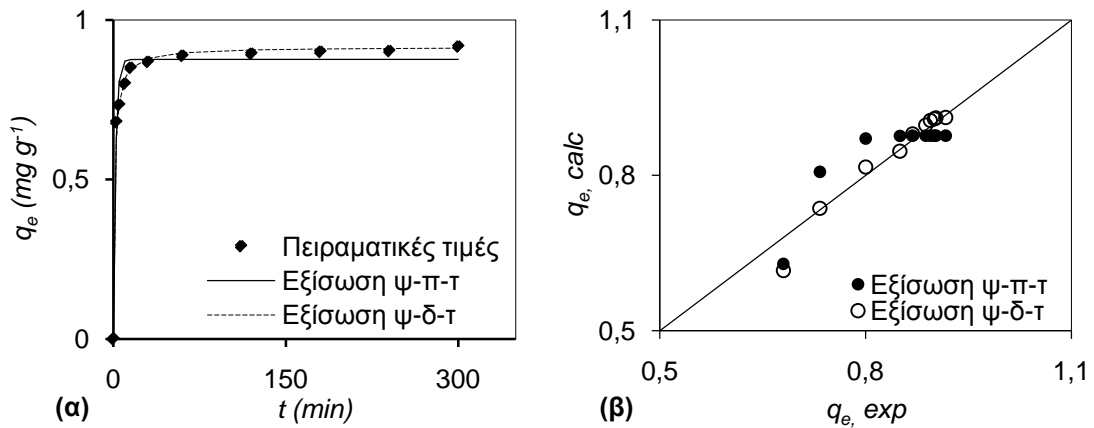 1
0,5
0
q_e (mg g⁻¹)
Πειραματικές τιμές
Εξίσωση ψ-π-τ
Εξίσωση ψ-δ-τ
0 150 300
(α) t (min)
1,1
0,8
0,5
q_e, calc
Εξίσωση ψ-π-τ
Εξίσωση ψ-δ-τ
0,5 0,8 1,1
(β) q_e, exp